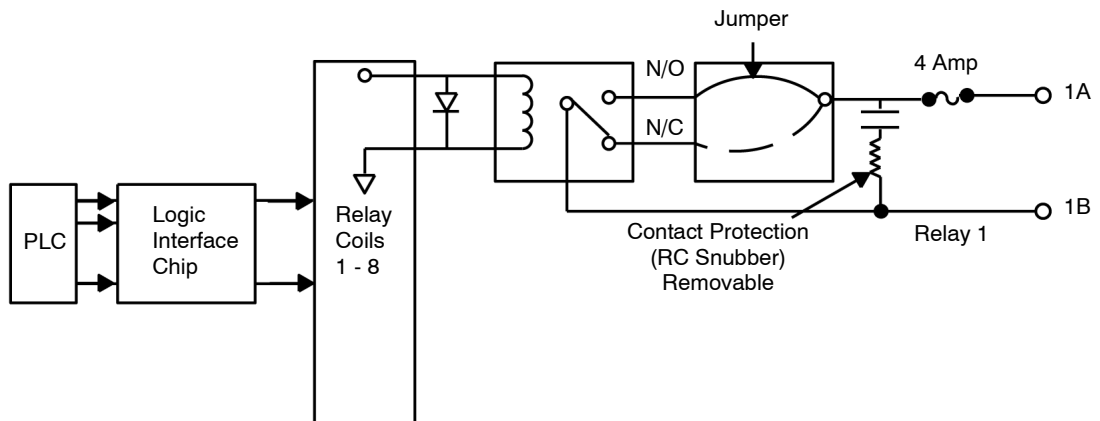 Jumper
4 Amp
N/O
1A
N/C
PLC
Logic
Interface
Chip
Relay
Coils
1 - 8
Contact Protection
(RC Snubber)
Removable
1B
Relay 1